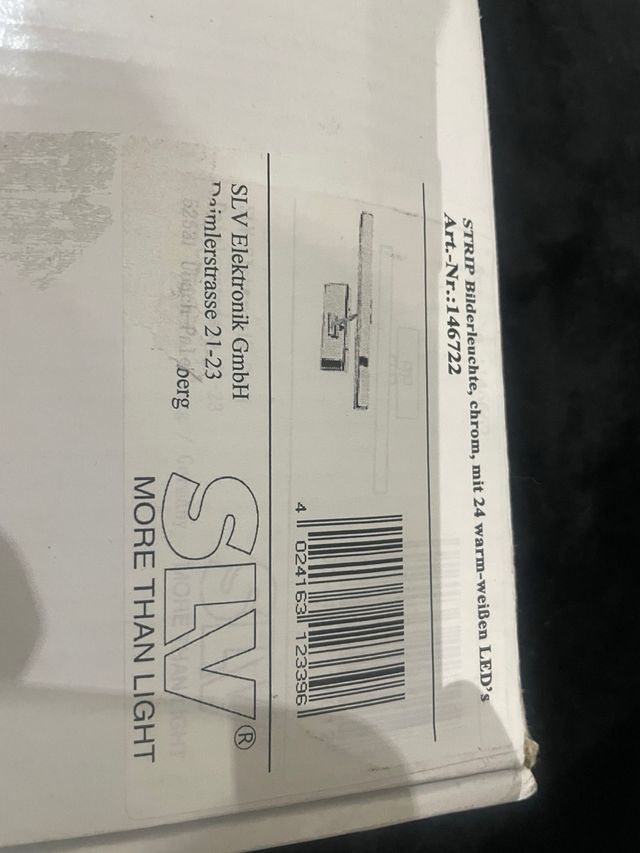 STRIP Bilderleuchte, chrom, mit 24 warm-weißen LED's
Art.-Nr.:146722
4 024163 123396
SLV Elektronik GmbH
Daimlerstrasse 21-23
berg
SLV®
MORE THAN LIGHT